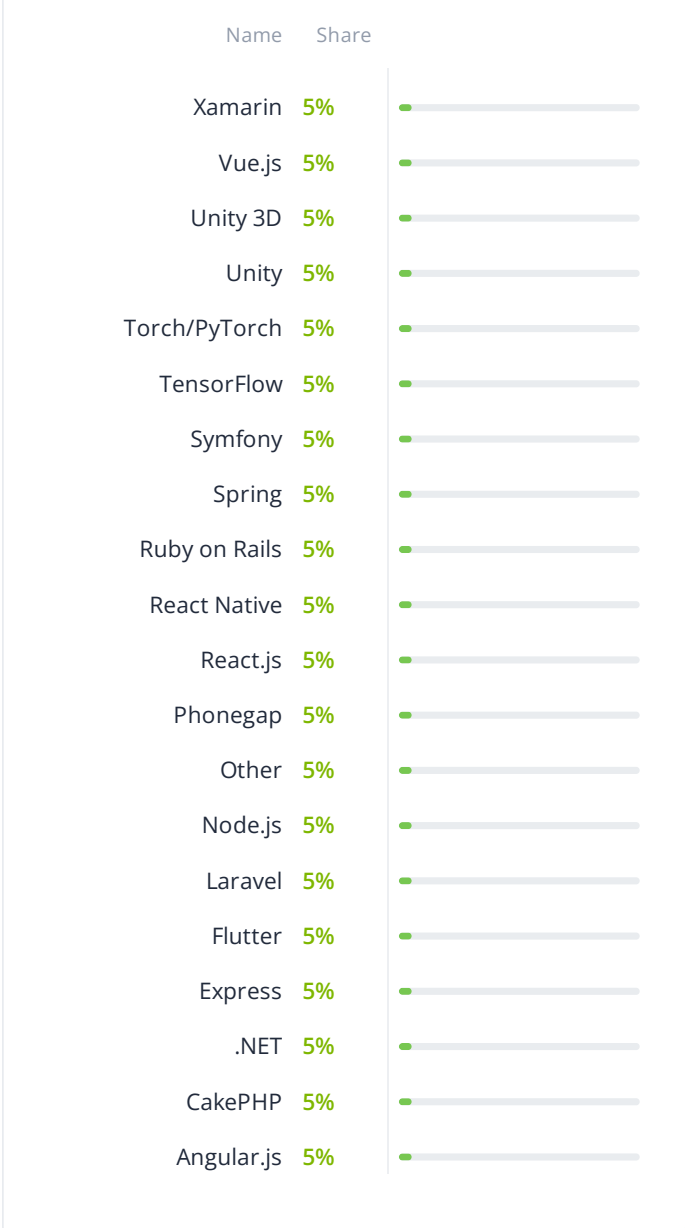 Name Share
Xamarin 5%
Vue.js 5%
Unity 3D 5%
Unity 5%
Torch/PyTorch 5%
TensorFlow 5%
Symfony 5%
Spring 5%
Ruby on Rails 5%
React Native 5%
React.js 5%
Phonegap 5%
Other 5%
Node.js 5%
Laravel 5%
Flutter 5%
Express 5%
.NET 5%
CakePHP 5%
Angular.js 5%